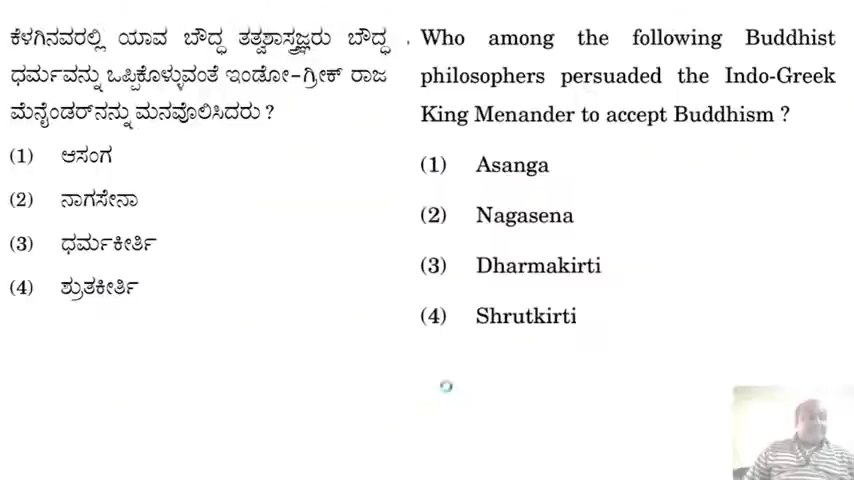 ಕೆಳಗಿನವರಲ್ಲಿ ಯಾವ ಬೌದ್ಧ ತತ್ವಶಾಸ್ತ್ರಜ್ಞರು ಬೌದ್ಧ
ಧರ್ಮವನ್ನು ಒಪ್ಪಿಕೊಳ್ಳುವಂತೆ ಇಂಡೋ-ಗ್ರೀಕ್ ರಾಜ
ಮೆನೈಂಡರ್‌ನನ್ನು ಮನವೊಲಿಸಿದರು ?
(1) ಆಸಂಗ
(2) ನಾಗಸೇನಾ
(3) ಧರ್ಮಕೀರ್ತಿ
(4) ಶ್ರುತಕೀರ್ತಿ
Who among the following Buddhist
philosophers persuaded the Indo-Greek
King Menander to accept Buddhism ?
(1) Asanga
(2) Nagasena
(3) Dharmakirti
(4) Shrutkirti